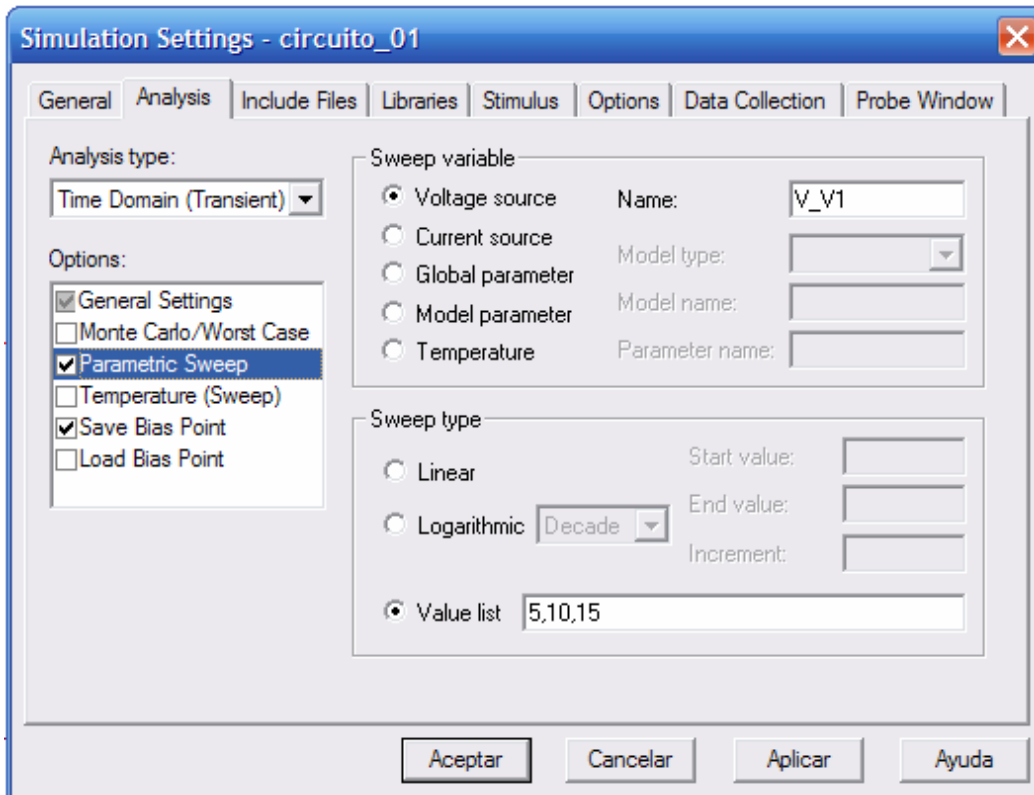 Simulation Settings - circuito_01
General Analysis Include Files Libraries Stimulus Options Data Collection Probe Window
Analysis type:
Time Domain (Transient)
Options:
General Settings
Monte Carlo/Worst Case
Parametric Sweep
Temperature (Sweep)
Save Bias Point
Load Bias Point
Sweep variable
Voltage source
Current source
Global parameter
Model parameter
Temperature
Name: V_V1
Model type:
Model name:
Parameter name:
Sweep type
Linear
Logarithmic Decade
Start value:
End value:
Increment:
Value list 5,10,15
Aceptar Cancelar Aplicar Ayuda